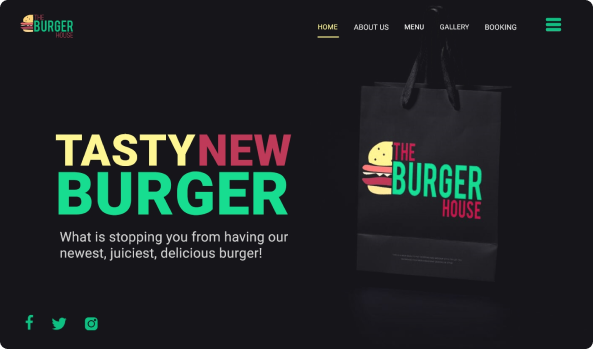 THE
BURGER
HOUSE
HOME ABOUT US MENU GALLERY BOOKING
TASTYNEW
BURGER
What is stopping you from having our
newest, juiciest, delicious burger!
THE
BURGER
HOUSE